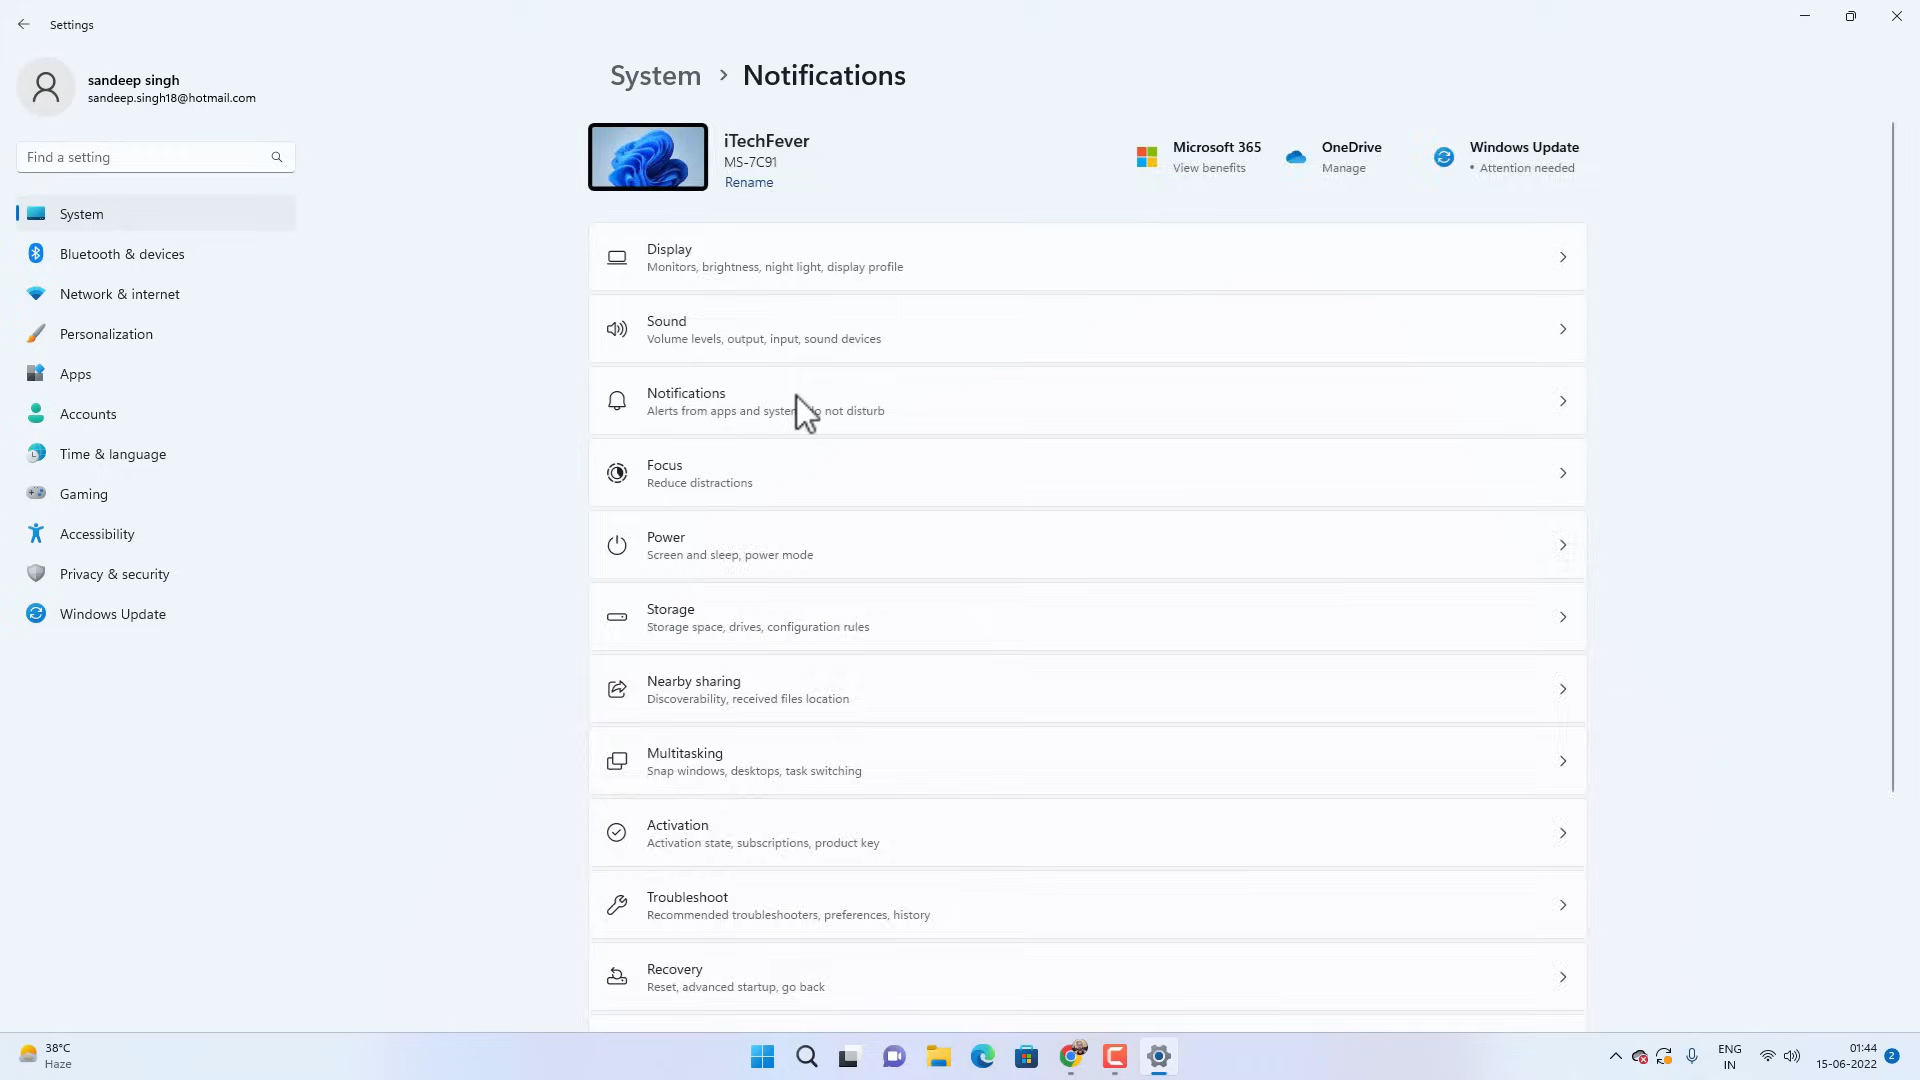 Settings
sandeep singh
sandeep.singh18@hotmail.com
Find a setting
System
Bluetooth & devices
Network & internet
Personalization
Apps
Accounts
Time & language
Gaming
Accessibility
Privacy & security
Windows Update
System › Notifications
iTechFever
MS-7C91
Rename
Microsoft 365
View benefits
OneDrive
Manage
Windows Update
• Attention needed
Display
Monitors, brightness, night light, display profile
Sound
Volume levels, output, input, sound devices
Notifications
Alerts from apps and system, do not disturb
Focus
Reduce distractions
Power
Screen and sleep, power mode
Storage
Storage space, drives, configuration rules
Nearby sharing
Discoverability, received files location
Multitasking
Snap windows, desktops, task switching
Activation
Activation state, subscriptions, product key
Troubleshoot
Recommended troubleshooters, preferences, history
Recovery
Reset, advanced startup, go back
38°C
Haze
ENG
IN
01:44
15-06-2022
2